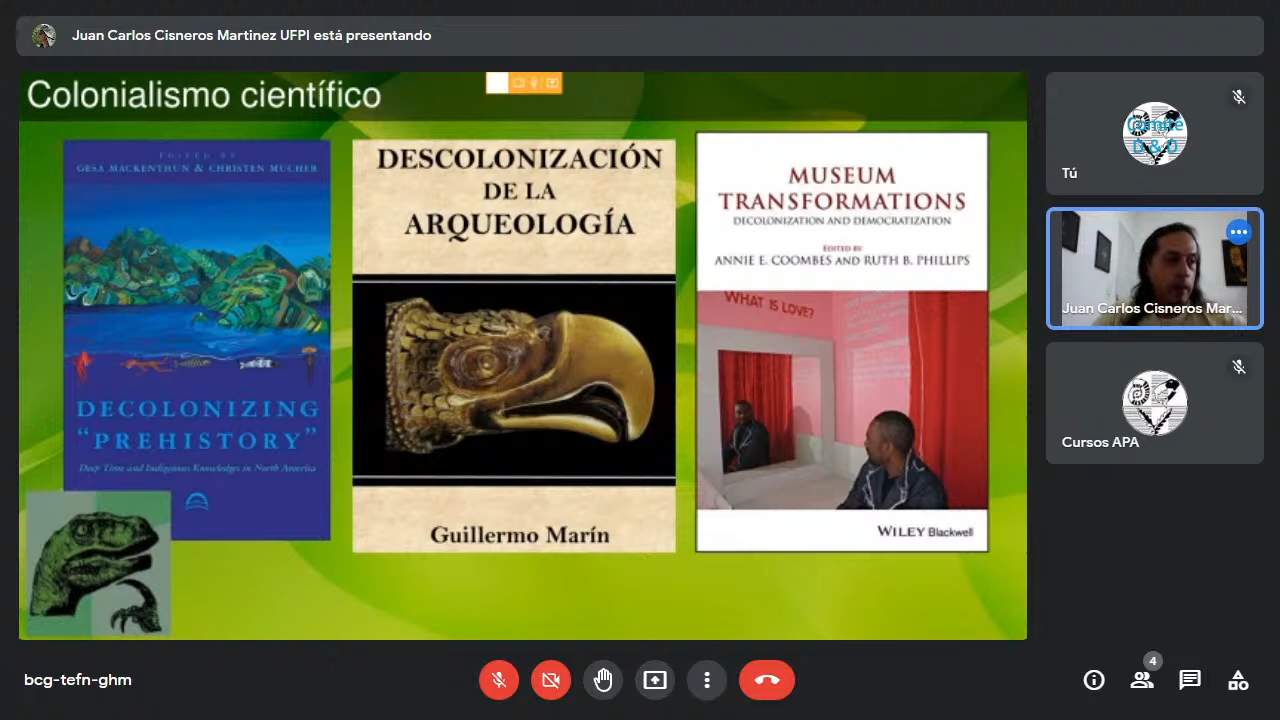 Juan Carlos Cisneros Martinez UFPI está presentando
Colonialismo científico
EDITED BY
GESA MACKENTHUN & CHRISTEN MUCHER
DECOLONIZING
"PREHISTORY"
Deep Time and Indigenous Knowledges in North America
DESCOLONIZACIÓN
DE LA
ARQUEOLOGÍA
Guillermo Marín
MUSEUM
TRANSFORMATIONS
DECOLONIZATION AND DEMOCRATIZATION
EDITED BY
ANNIE E. COOMBES AND RUTH B. PHILLIPS
WHAT IS LOVE?
WILEY Blackwell
Comité
D & D
Tú
Juan Carlos Cisneros Mar...
Cursos APA
bcg-tefn-ghm
4